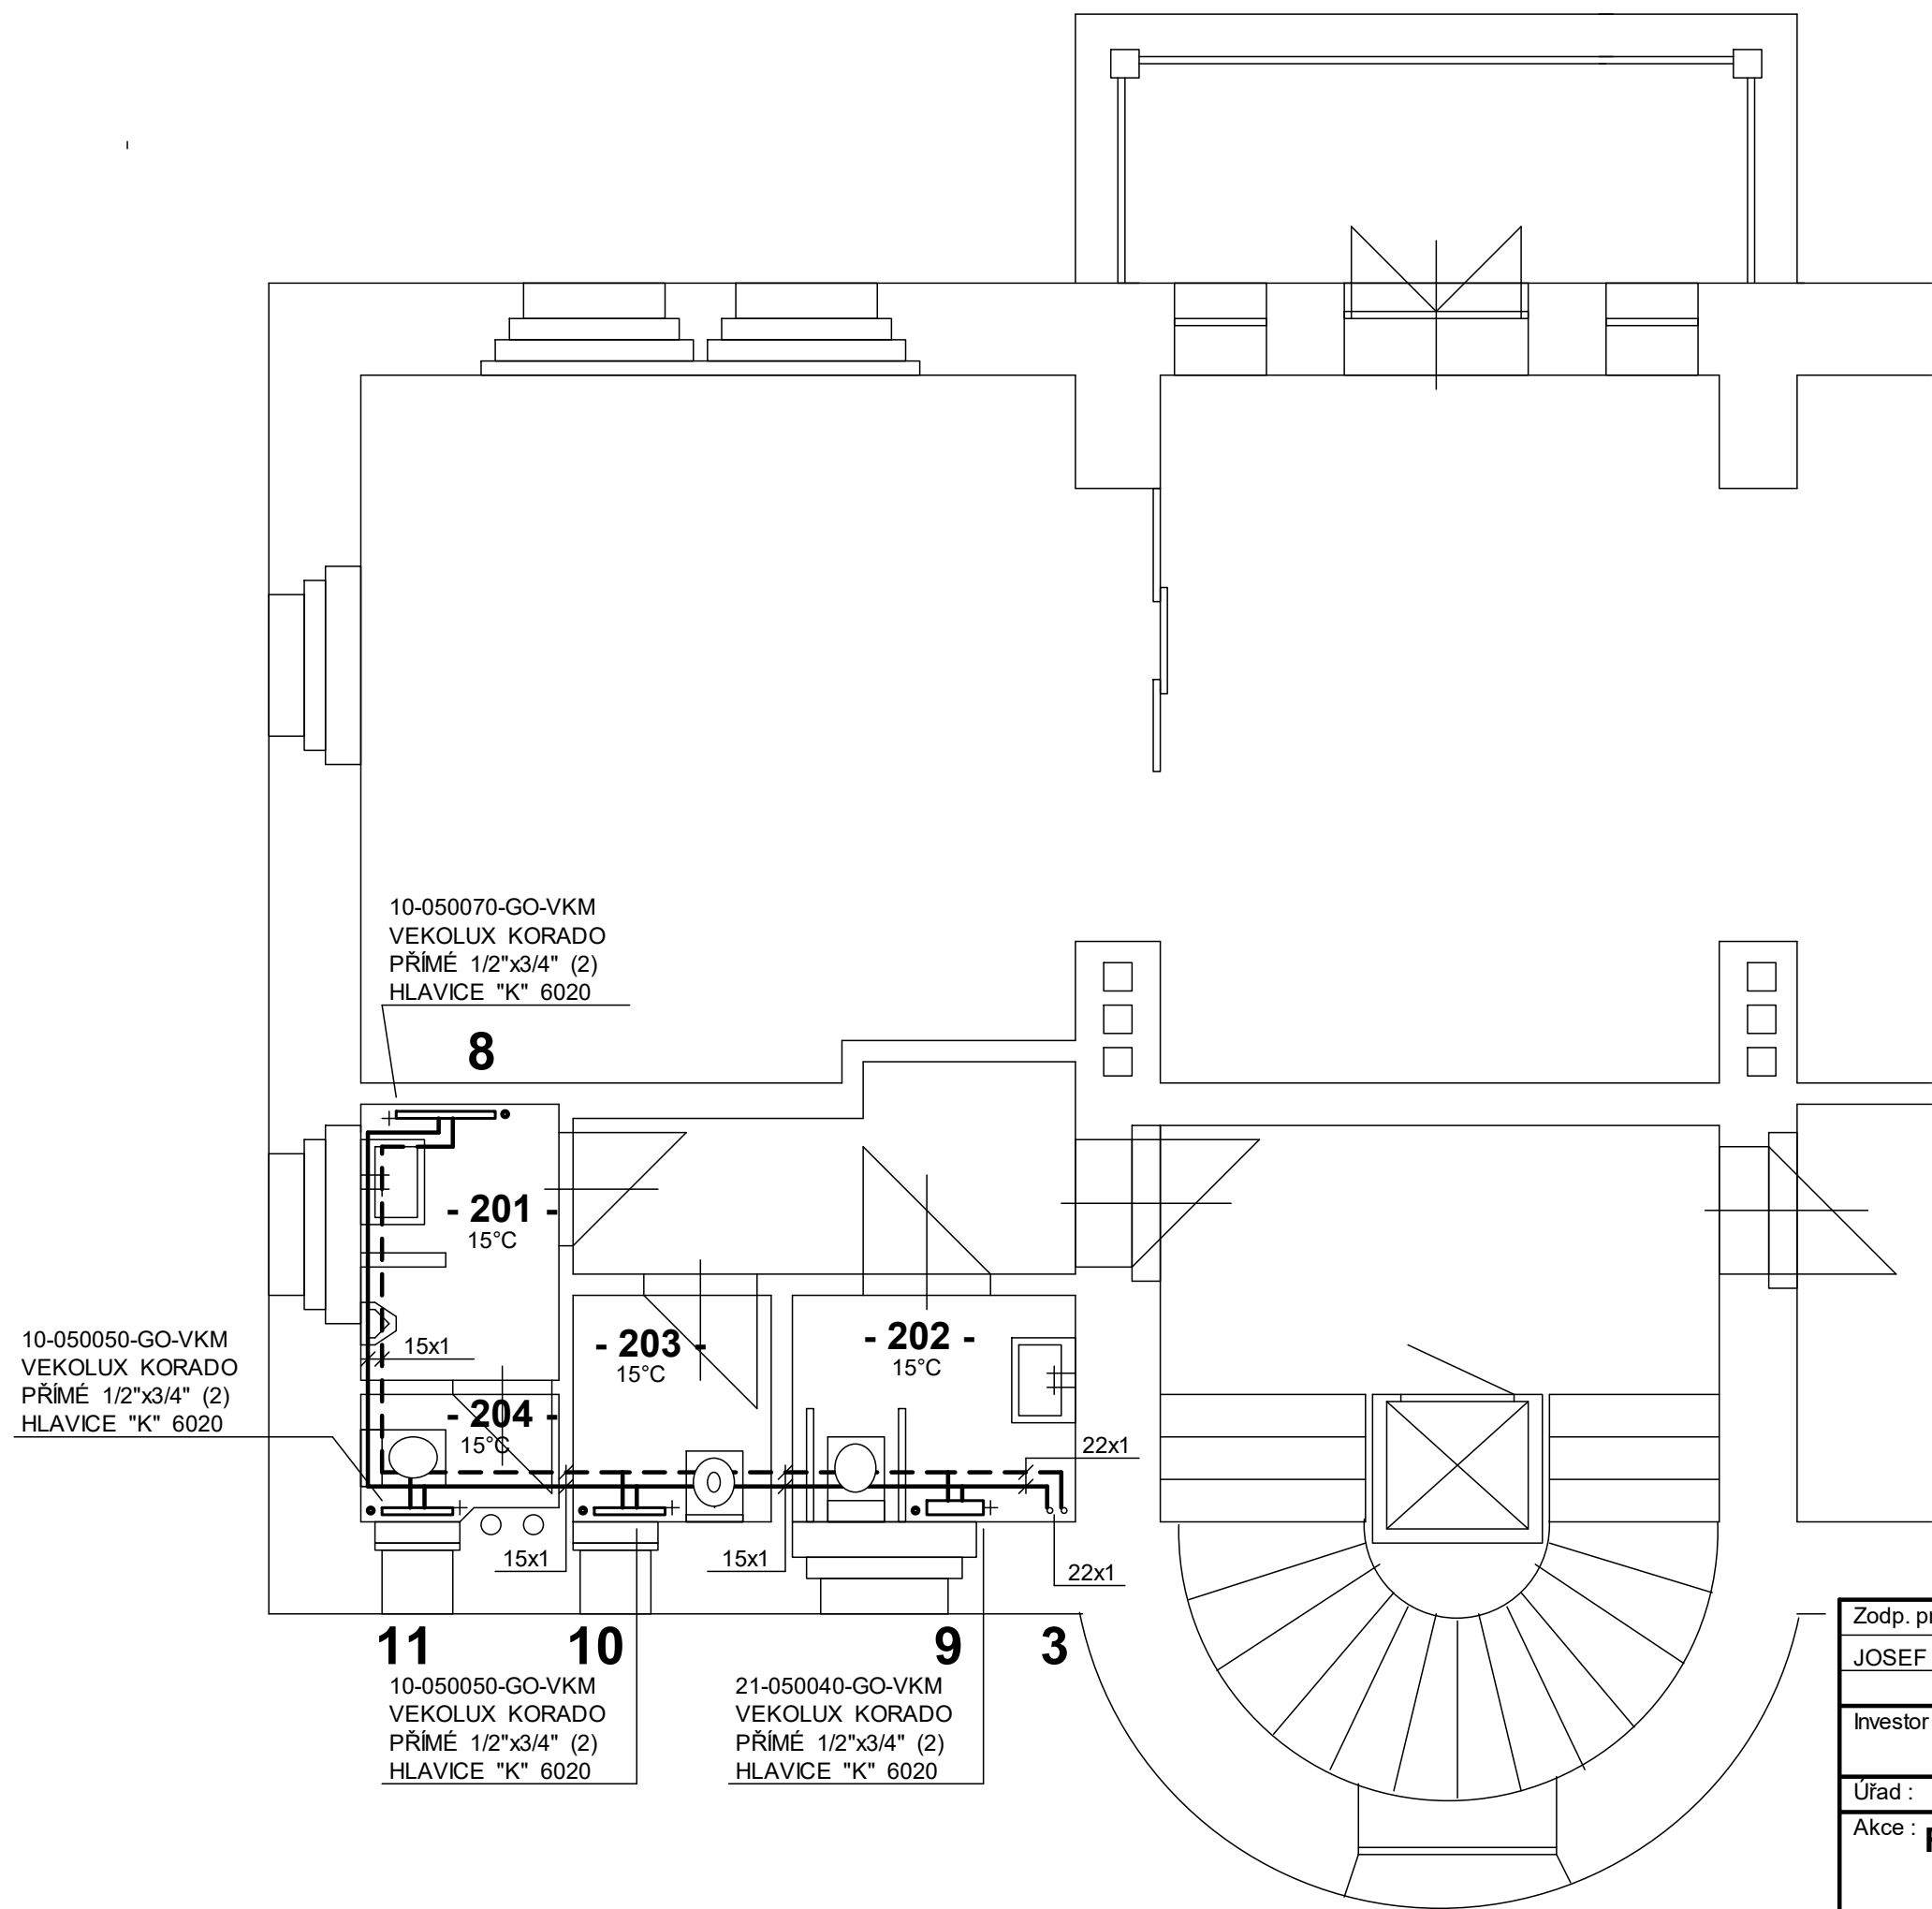 10-050070-GO-VKM
VEKOLUX KORADO
PŘÍMÉ 1/2"x3/4" (2)
HLAVICE "K" 6020
8
- 201 -
15°C
10-050050-GO-VKM
VEKOLUX KORADO
PŘÍMÉ 1/2"x3/4" (2)
HLAVICE "K" 6020
15x1
- 203 -
15°C
- 202 -
15°C
- 204 -
15°C
22x1
15x1
15x1
22x1
11
10
9
3
10-050050-GO-VKM
VEKOLUX KORADO
PŘÍMÉ 1/2"x3/4" (2)
HLAVICE "K" 6020
21-050040-GO-VKM
VEKOLUX KORADO
PŘÍMÉ 1/2"x3/4" (2)
HLAVICE "K" 6020
Zodp.
JOSEF
Investor
Úřad :
Akce :